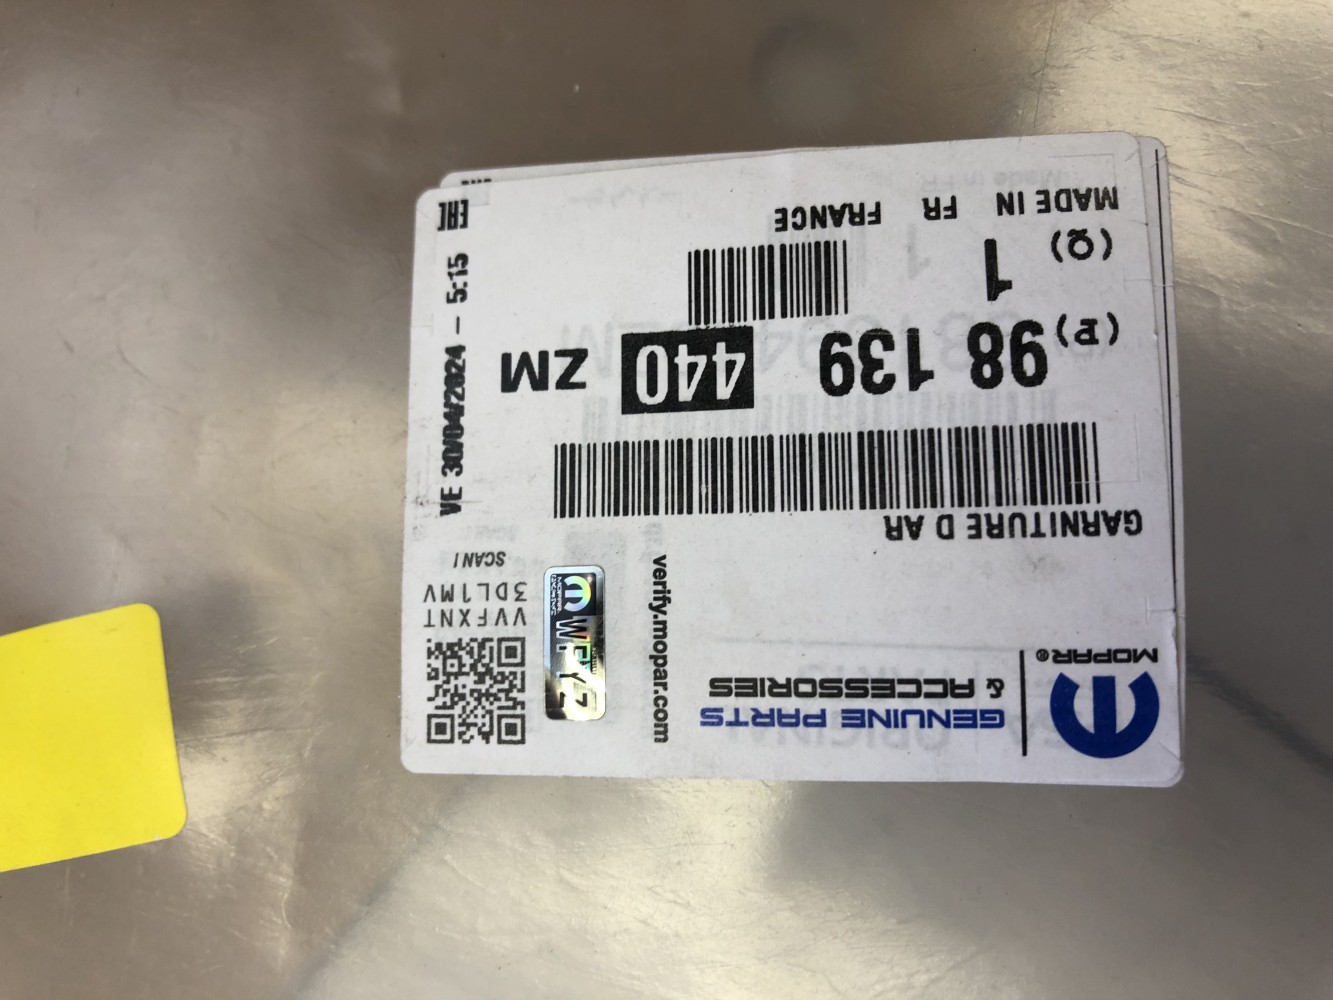 MOPAR®
GENUINE PARTS
& ACCESSORIES
verify.mopar.com
VVFXNT
3DL1MV
SCAN !
GARNITURE D AR
(P) 98 139 440 ZM
(Q) 1
MADE IN FR FRANCE
VE 30/04/2024 - 5:15
EAC